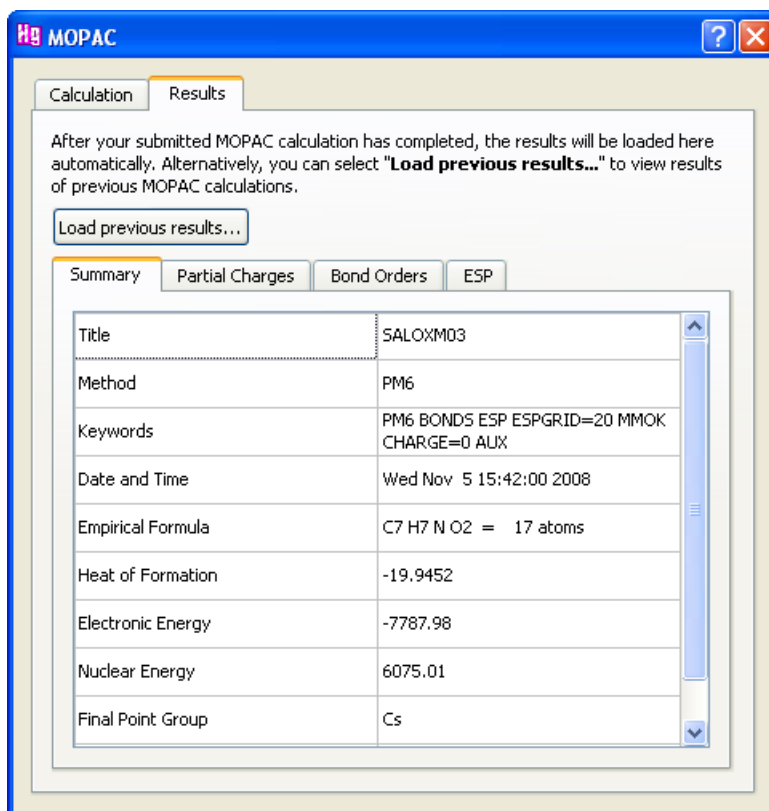 Hg MOPAC
Calculation Results
After your submitted MOPAC calculation has completed, the results will be loaded here
automatically. Alternatively, you can select "Load previous results..." to view results
of previous MOPAC calculations.
Load previous results...
Summary Partial Charges Bond Orders ESP
Title SALOXM03
Method PM6
Keywords PM6 BONDS ESP ESPGRID=20 MMOK
CHARGE=0 AUX
Date and Time Wed Nov  5 15:42:00 2008
Empirical Formula C7 H7 N O2  =    17 atoms
Heat of Formation -19.9452
Electronic Energy -7787.98
Nuclear Energy 6075.01
Final Point Group Cs